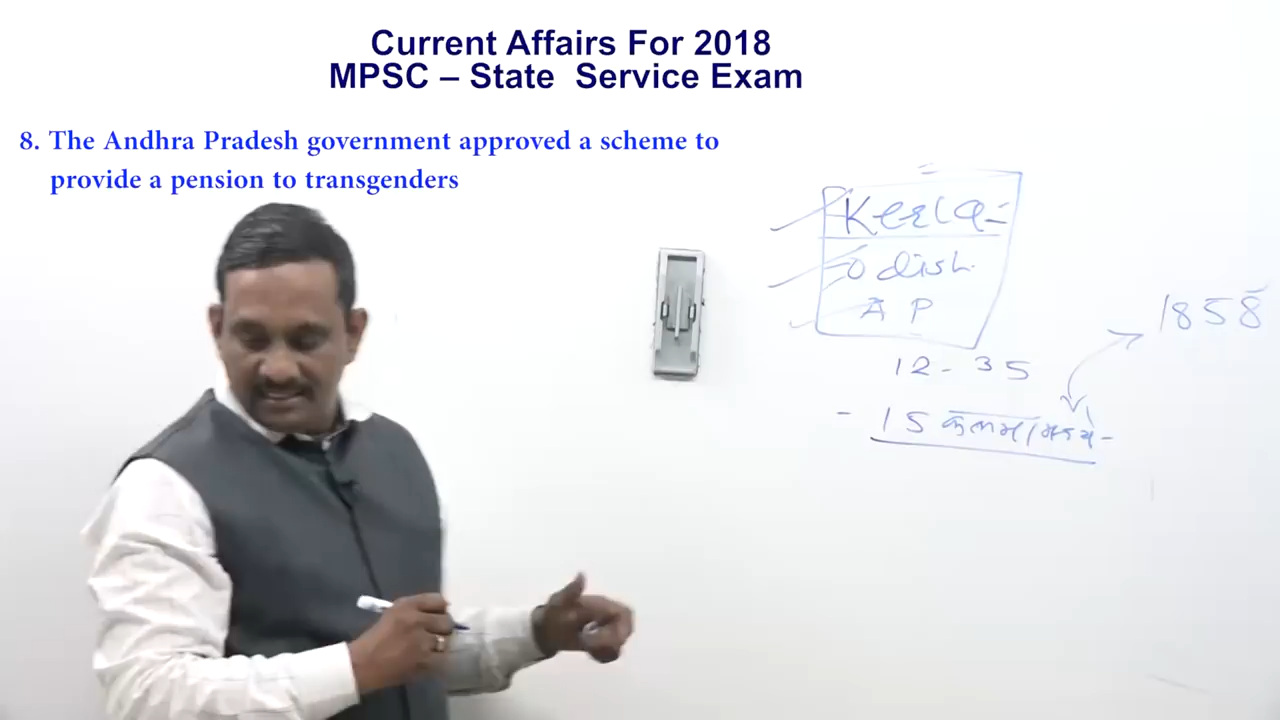 Current Affairs For 2018
MPSC – State Service Exam
8. The Andhra Pradesh government approved a scheme to
provide a pension to transgenders
Kerla
Odish
A P
1858
12 - 35
- 15 कलम